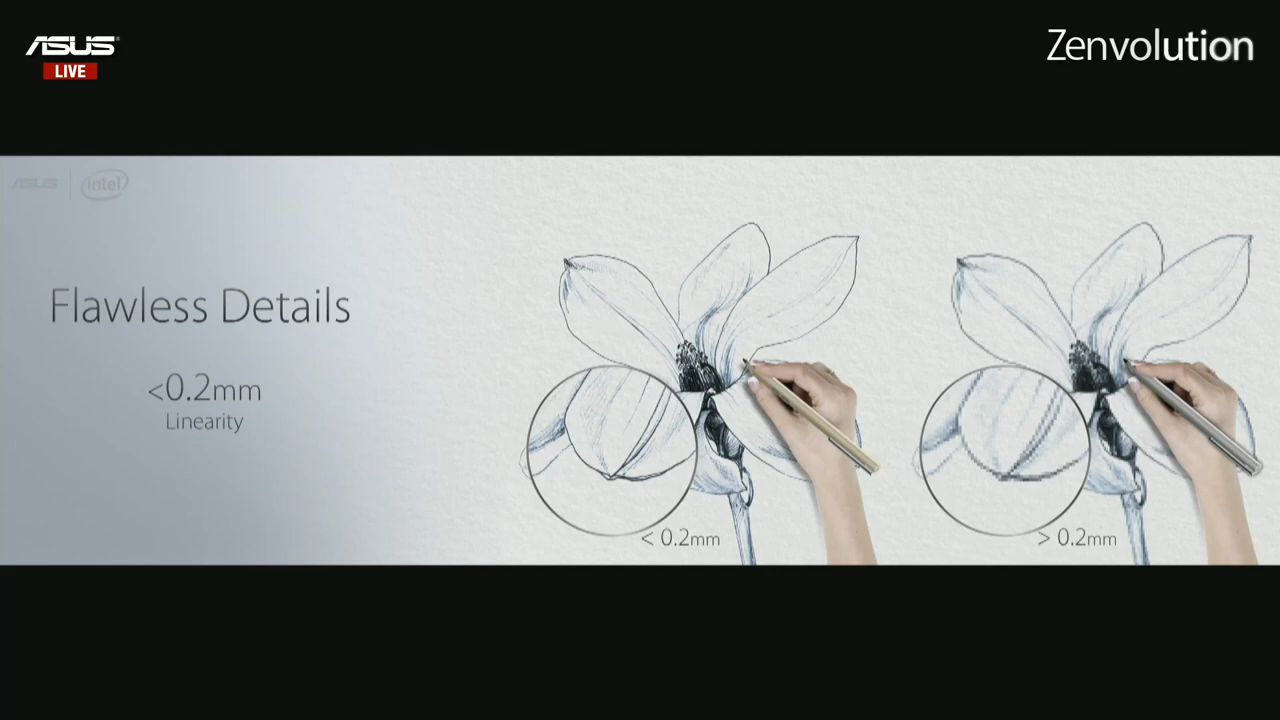 ASUS
LIVE
Zenvolution
ASUS
intel
Flawless Details
<0.2mm
Linearity
< 0.2mm
> 0.2mm